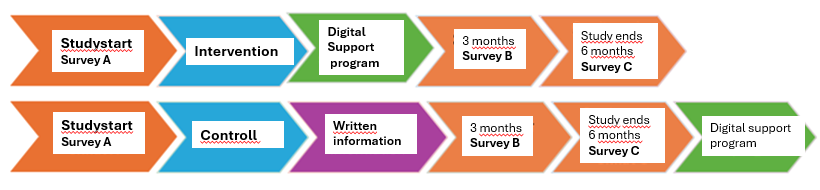 Studystart
Survey A
Intervention
Digital
Support
program
3 months
Survey B
Study ends
6 months
Survey C
Studystart
Survey A
Controll
Written
information
3 months
Survey B
Study ends
6 months
Survey C
Digital support
program